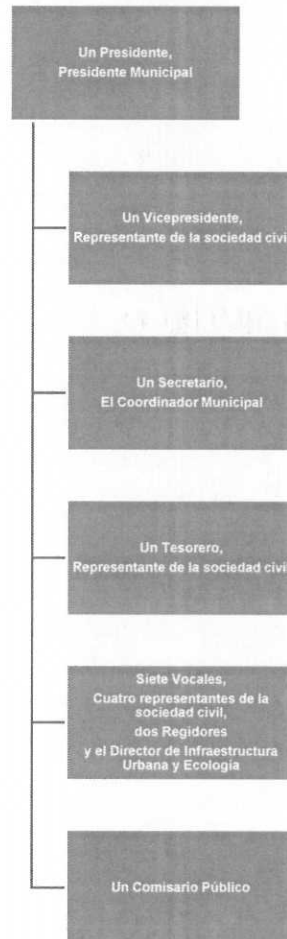 Un Presidente,
Presidente Municipal
Un Vicepresidente,
Representante de la sociedad civil
Un Secretario,
El Coordinador Municipal
Un Tesorero,
Representante de la sociedad civil
Siete Vocales,
Cuatro representantes de la
sociedad civil,
dos Regidores
y el Director de Infraestructura
Urbana y Ecología
Un Comisario Público